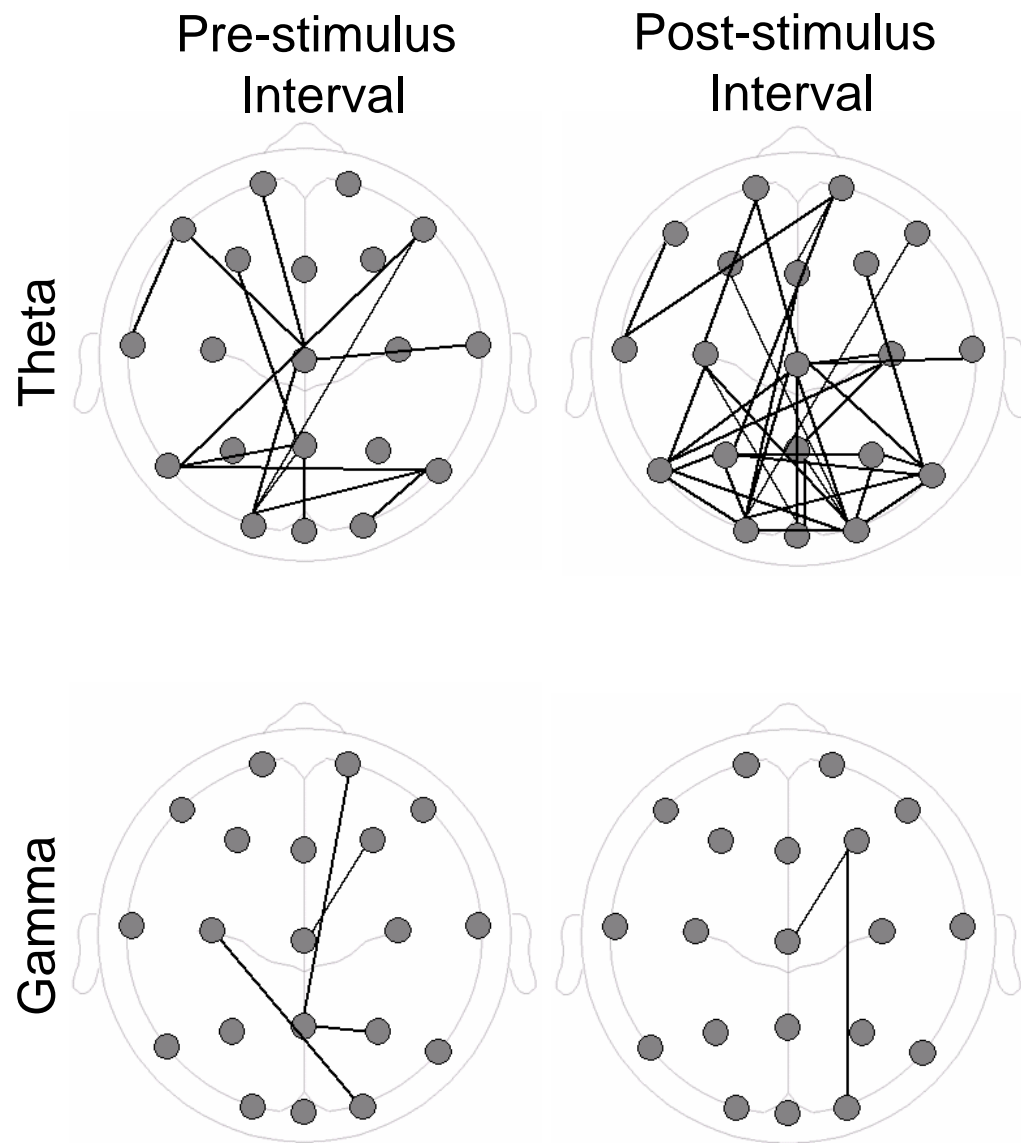 Pre-stimulus
Interval
Post-stimulus
Interval
Theta
Gamma